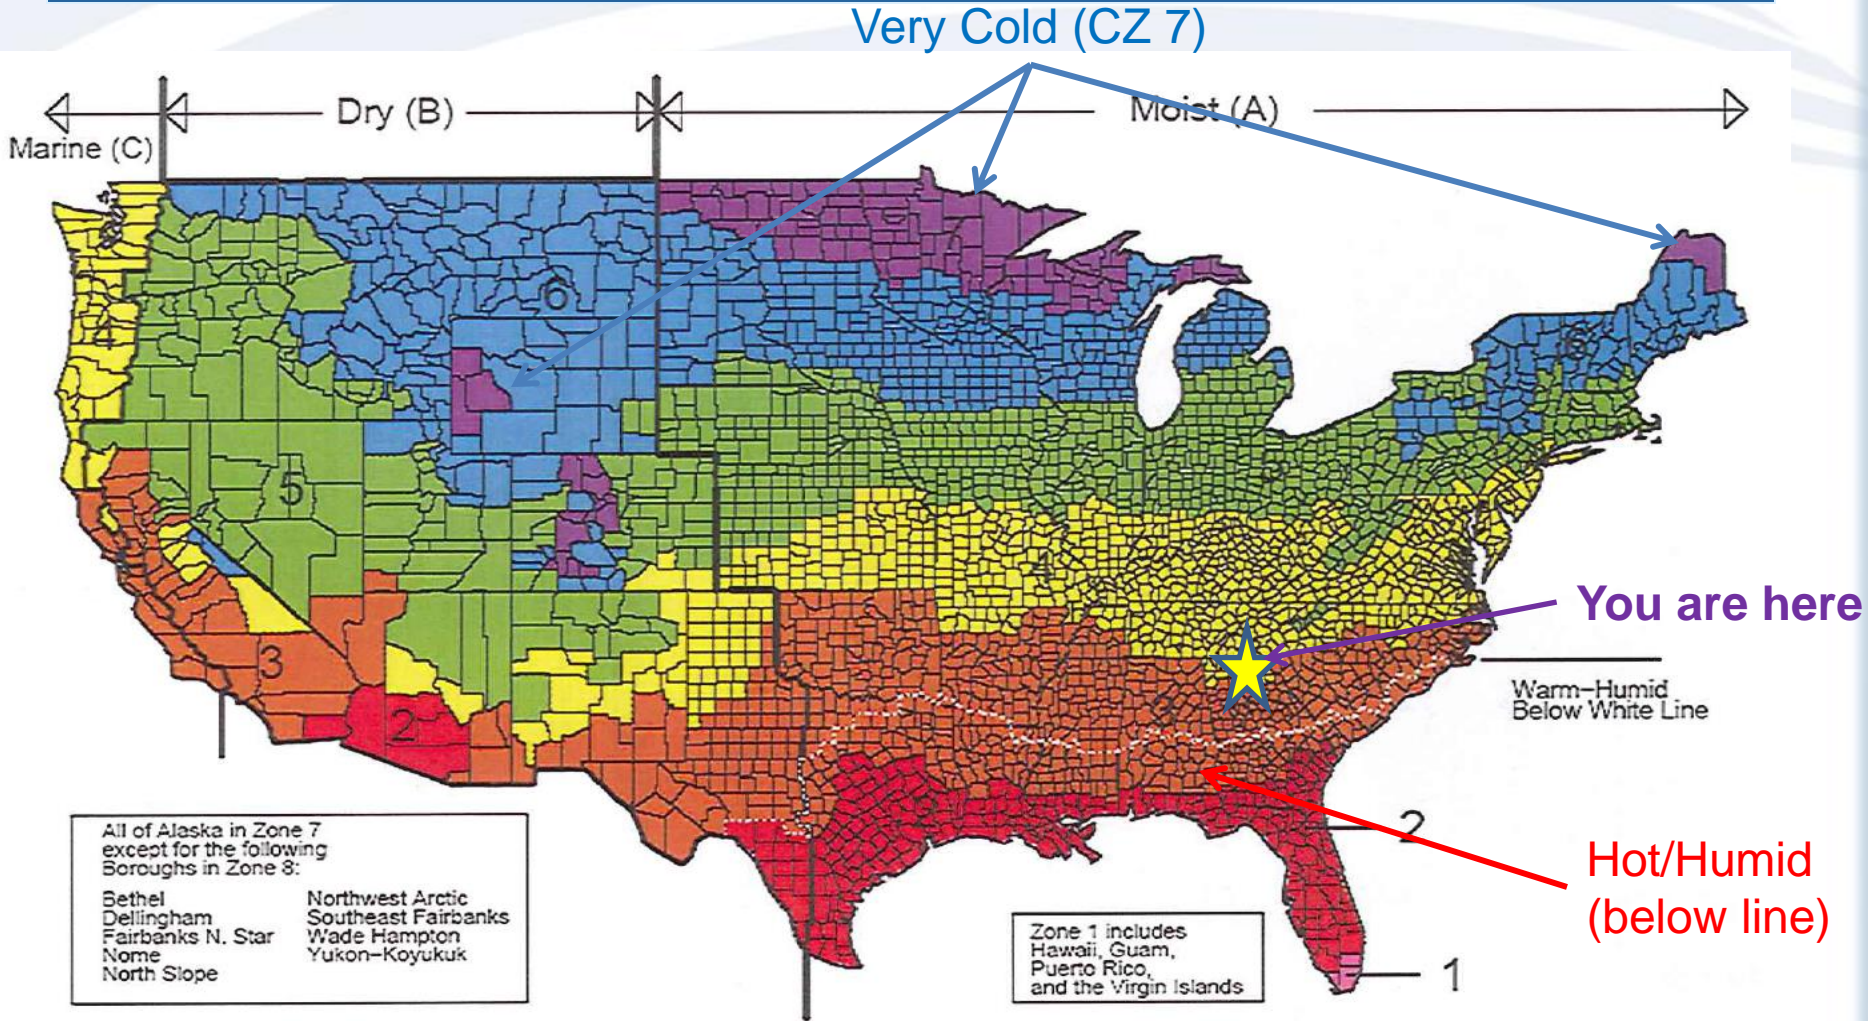 Very Cold (CZ 7)
Dry (B)
Moist (A)
Marine (C)
6
4
6
5
5
4
You are here
3
Warm-Humid
Below White Line
2
All of Alaska in Zone 7
except for the following
Boroughs in Zone 8:
Bethel
Dellingham
Fairbanks N. Star
Nome
North Slope
Northwest Arctic
Southeast Fairbanks
Wade Hampton
Yukon-Koyukuk
2
Hot/Humid
(below line)
Zone 1 includes
Hawaii, Guam,
Puerto Rico,
and the Virgin Islands
1